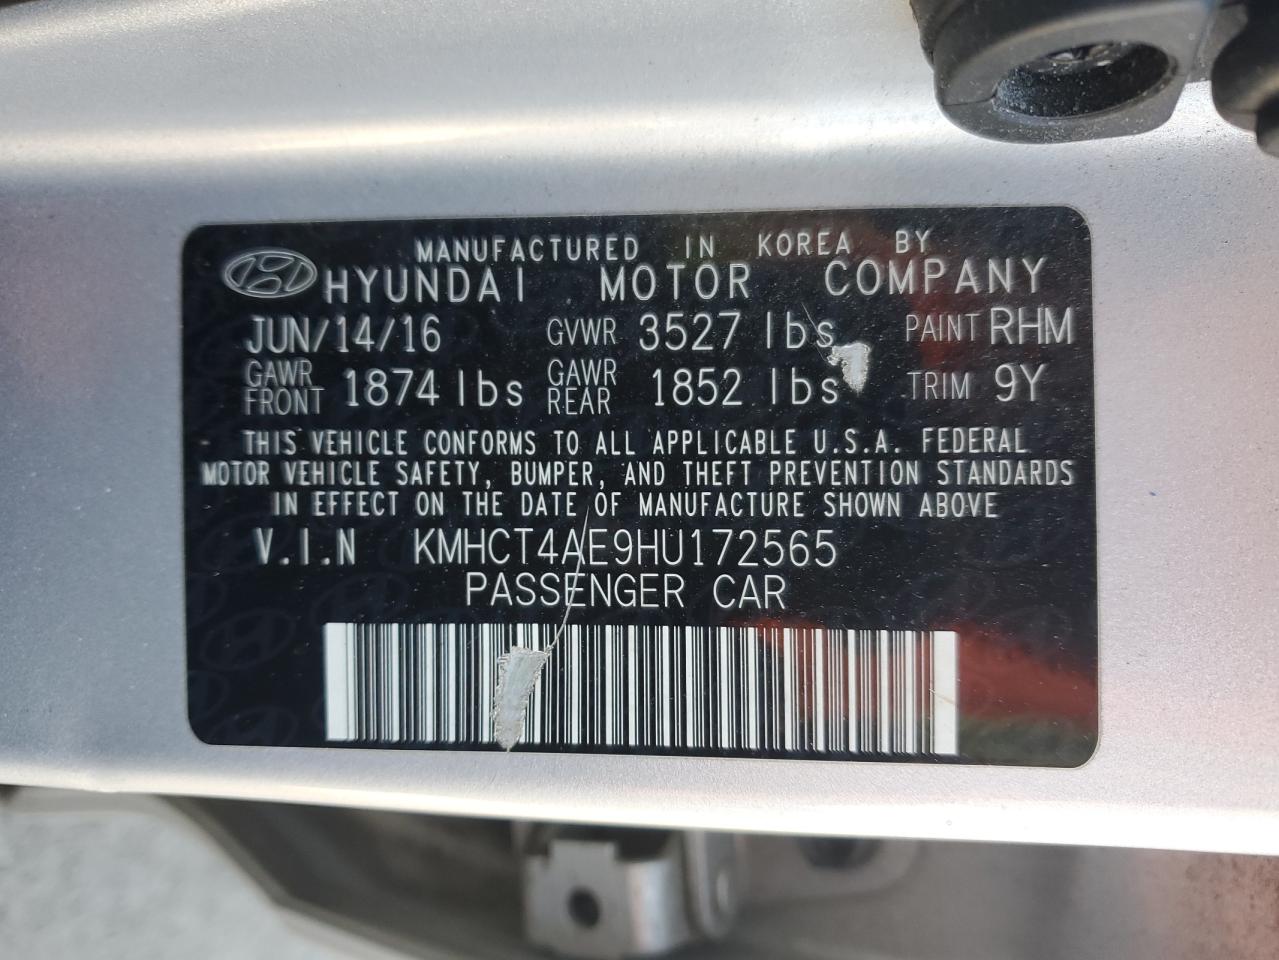 MANUFACTURED IN KOREA BY
HYUNDAI MOTOR COMPANY
JUN/14/16 GVWR 3527 lbs PAINT RHM
GAWR FRONT 1874 lbs GAWR REAR 1852 lbs TRIM 9Y
THIS VEHICLE CONFORMS TO ALL APPLICABLE U.S.A. FEDERAL
MOTOR VEHICLE SAFETY, BUMPER, AND THEFT PREVENTION STANDARDS
IN EFFECT ON THE DATE OF MANUFACTURE SHOWN ABOVE
V.I.N KMHCT4AE9HU172565
PASSENGER CAR